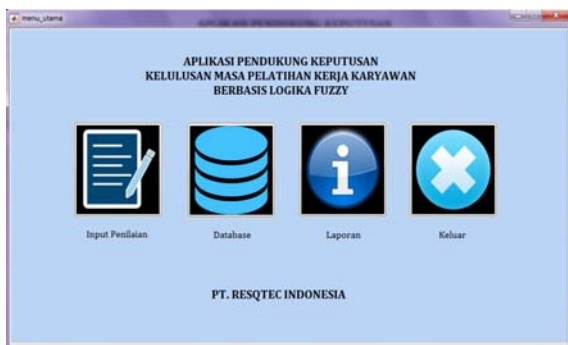 menu_utama
APLIKASI PENDUKUNG KEPUTUSAN
KELULUSAN MASA PELATIHAN KERJA KARYAWAN
BERBASIS LOGIKA FUZZY
Input Penilaian
Database
Laporan
Keluar
PT. RESQTEC INDONESIA